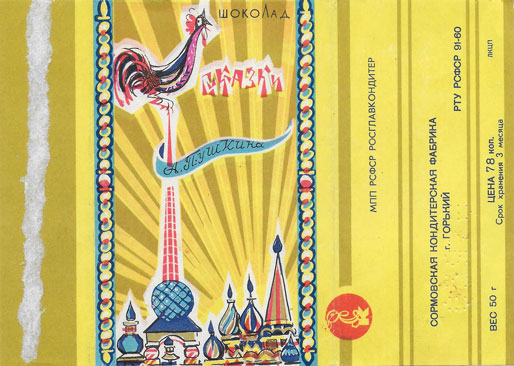 ШОКОЛАД
СКАЗКИ
А. ПУШКИНА
МПП РСФСР РОСГЛАВКОНДИТЕР
СОРМОВСКАЯ КОНДИТЕРСКАЯ ФАБРИКА
г. ГОРЬКИЙ
РТУ РСФСР 91-60
ВЕС 50 г
ЦЕНА 78 коп.
Срок хранения 3 месяца